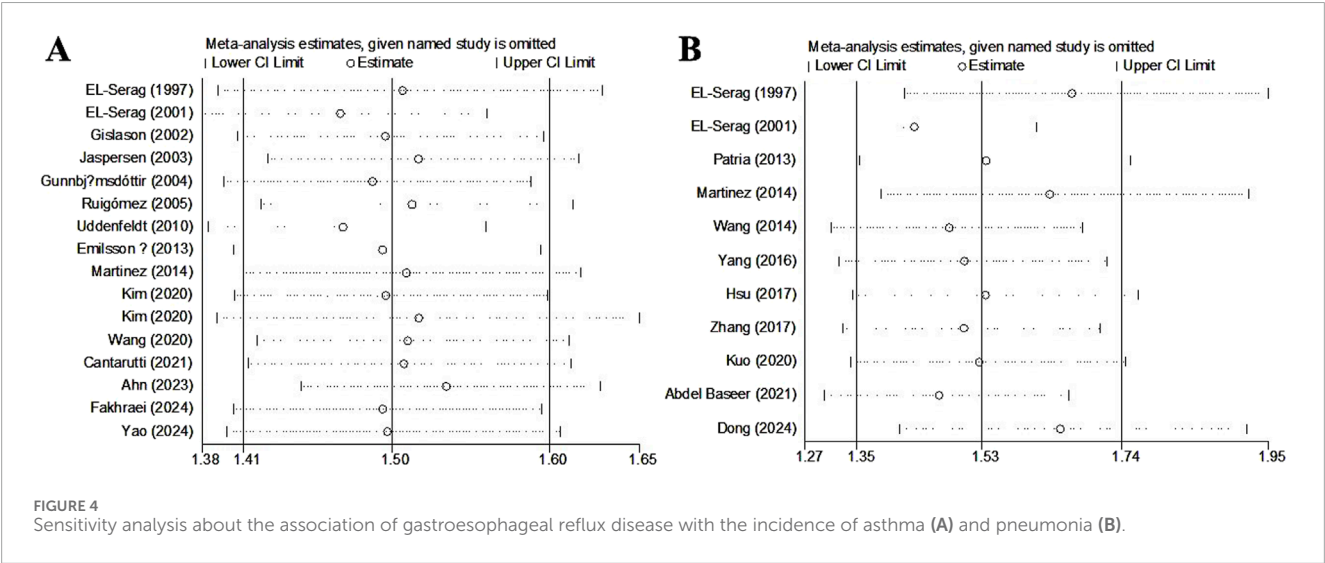 A
Meta-analysis estimates, given named study is omitted
| Lower CI Limit ○Estimate | Upper CI Limit
EL-Serag (1997)
EL-Serag (2001)
Gislason (2002)
Jaspersen (2003)
Gunnbj?msdóttir (2004)
Ruigómez (2005)
Uddenfeldt (2010)
Emilsson ? (2013)
Martinez (2014)
Kim (2020)
Kim (2020)
Wang (2020)
Cantarutti (2021)
Ahn (2023)
Fakhraei (2024)
Yao (2024)
1.38 1.41 1.50 1.60 1.65
B
Meta-analysis estimates, given named study is omitted
| Lower CI Limit ○Estimate | Upper CI Limit
EL-Serag (1997)
EL-Serag (2001)
Patria (2013)
Martinez (2014)
Wang (2014)
Yang (2016)
Hsu (2017)
Zhang (2017)
Kuo (2020)
Abdel Baseer (2021)
Dong (2024)
1.27 1.35 1.53 1.74 1.95
FIGURE 4
Sensitivity analysis about the association of gastroesophageal reflux disease with the incidence of asthma (A) and pneumonia (B).